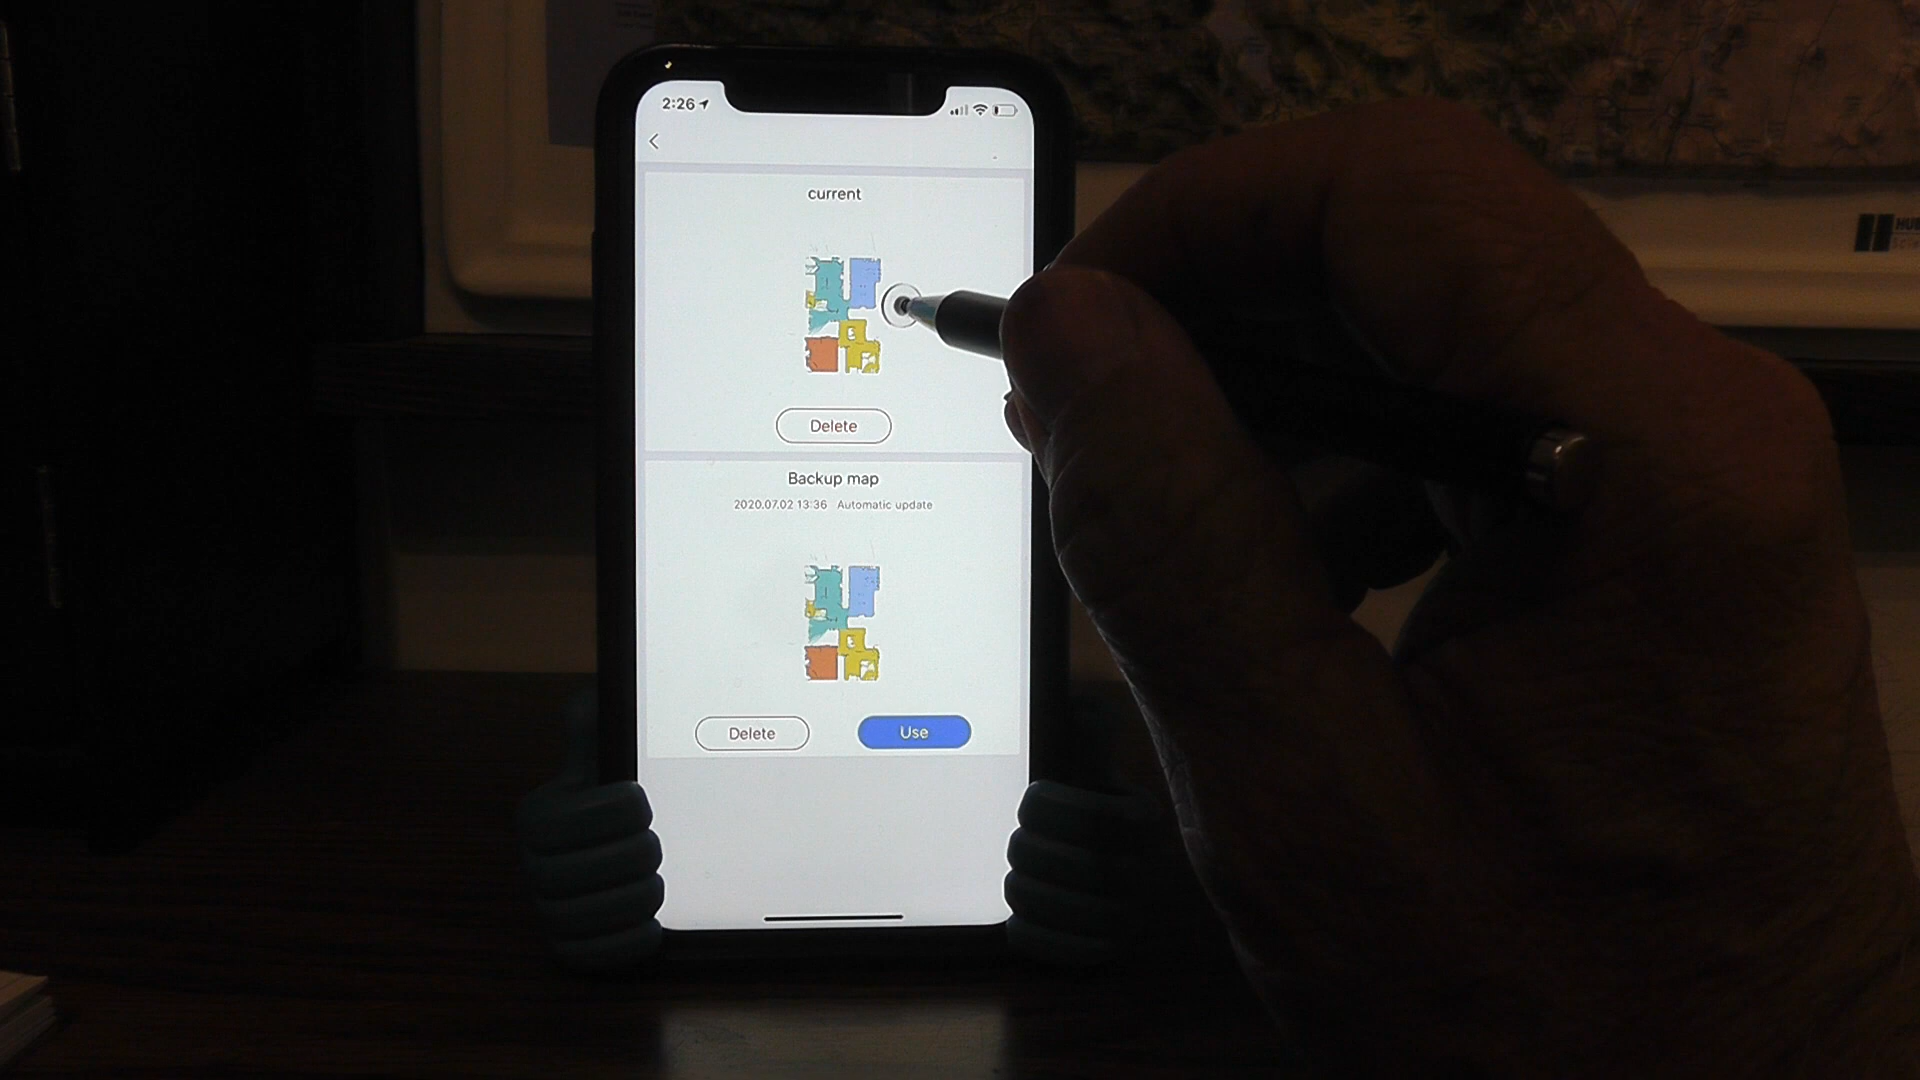 2:26
current
Delete
Backup map
2020.07.02 13:36 Automatic update
Delete
Use